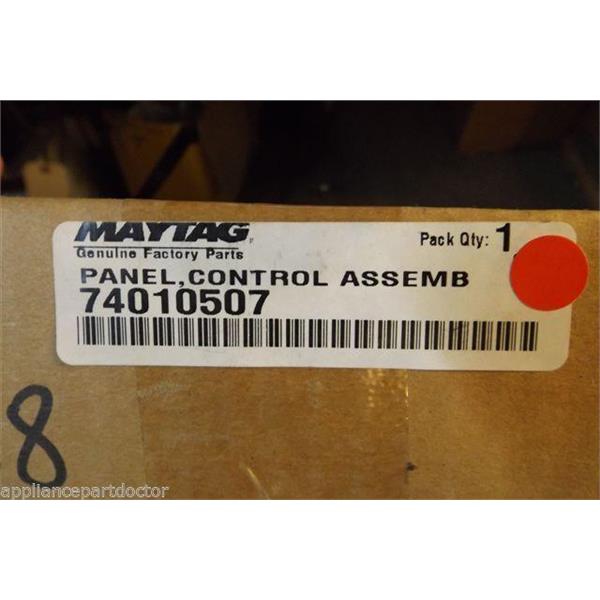 MAYTAG
Genuine Factory Parts
Pack Qty: 1
PANEL,CONTROL ASSEMB
74010507
8
appliancepartdoctor